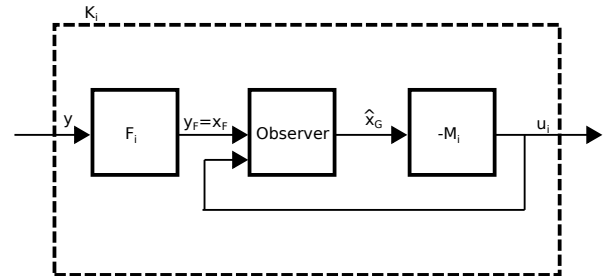 Kᵢ
y
Fᵢ
y_F=x_F
Observer
x̂_G
-Mᵢ
uᵢ